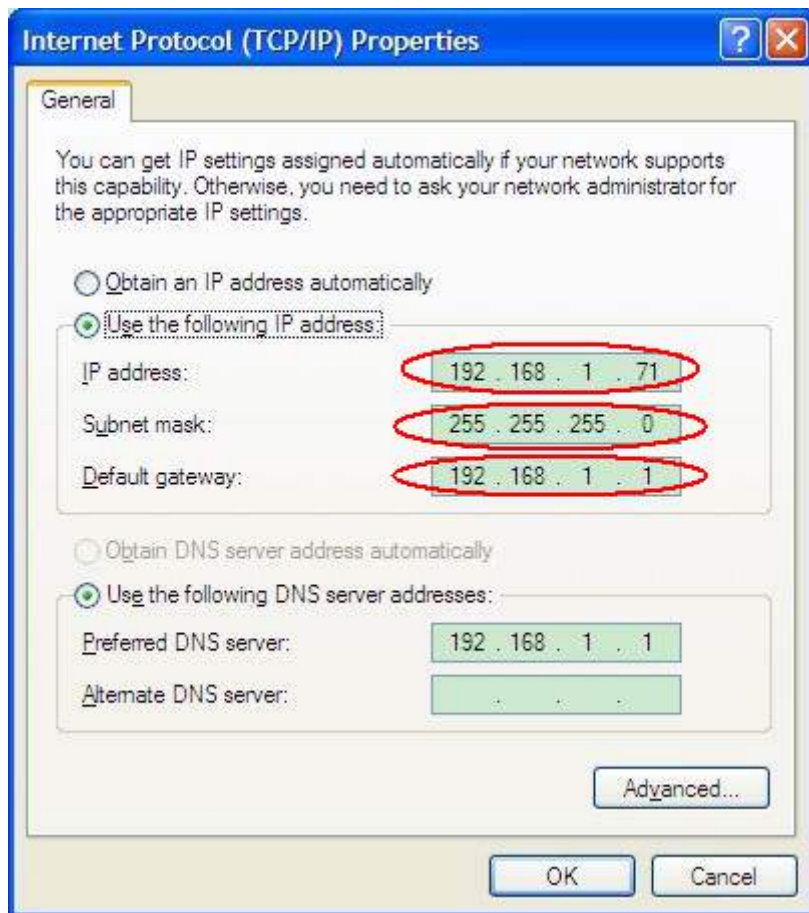 Internet Protocol (TCP/IP) Properties
General
You can get IP settings assigned automatically if your network supports
this capability. Otherwise, you need to ask your network administrator for
the appropriate IP settings.
Obtain an IP address automatically
Use the following IP address:
IP address: 192 . 168 . 1 . 71
Subnet mask: 255 . 255 . 255 . 0
Default gateway: 192 . 168 . 1 . 1
Obtain DNS server address automatically
Use the following DNS server addresses:
Preferred DNS server: 192 . 168 . 1 . 1
Alternate DNS server: . . .
Advanced...
OK Cancel